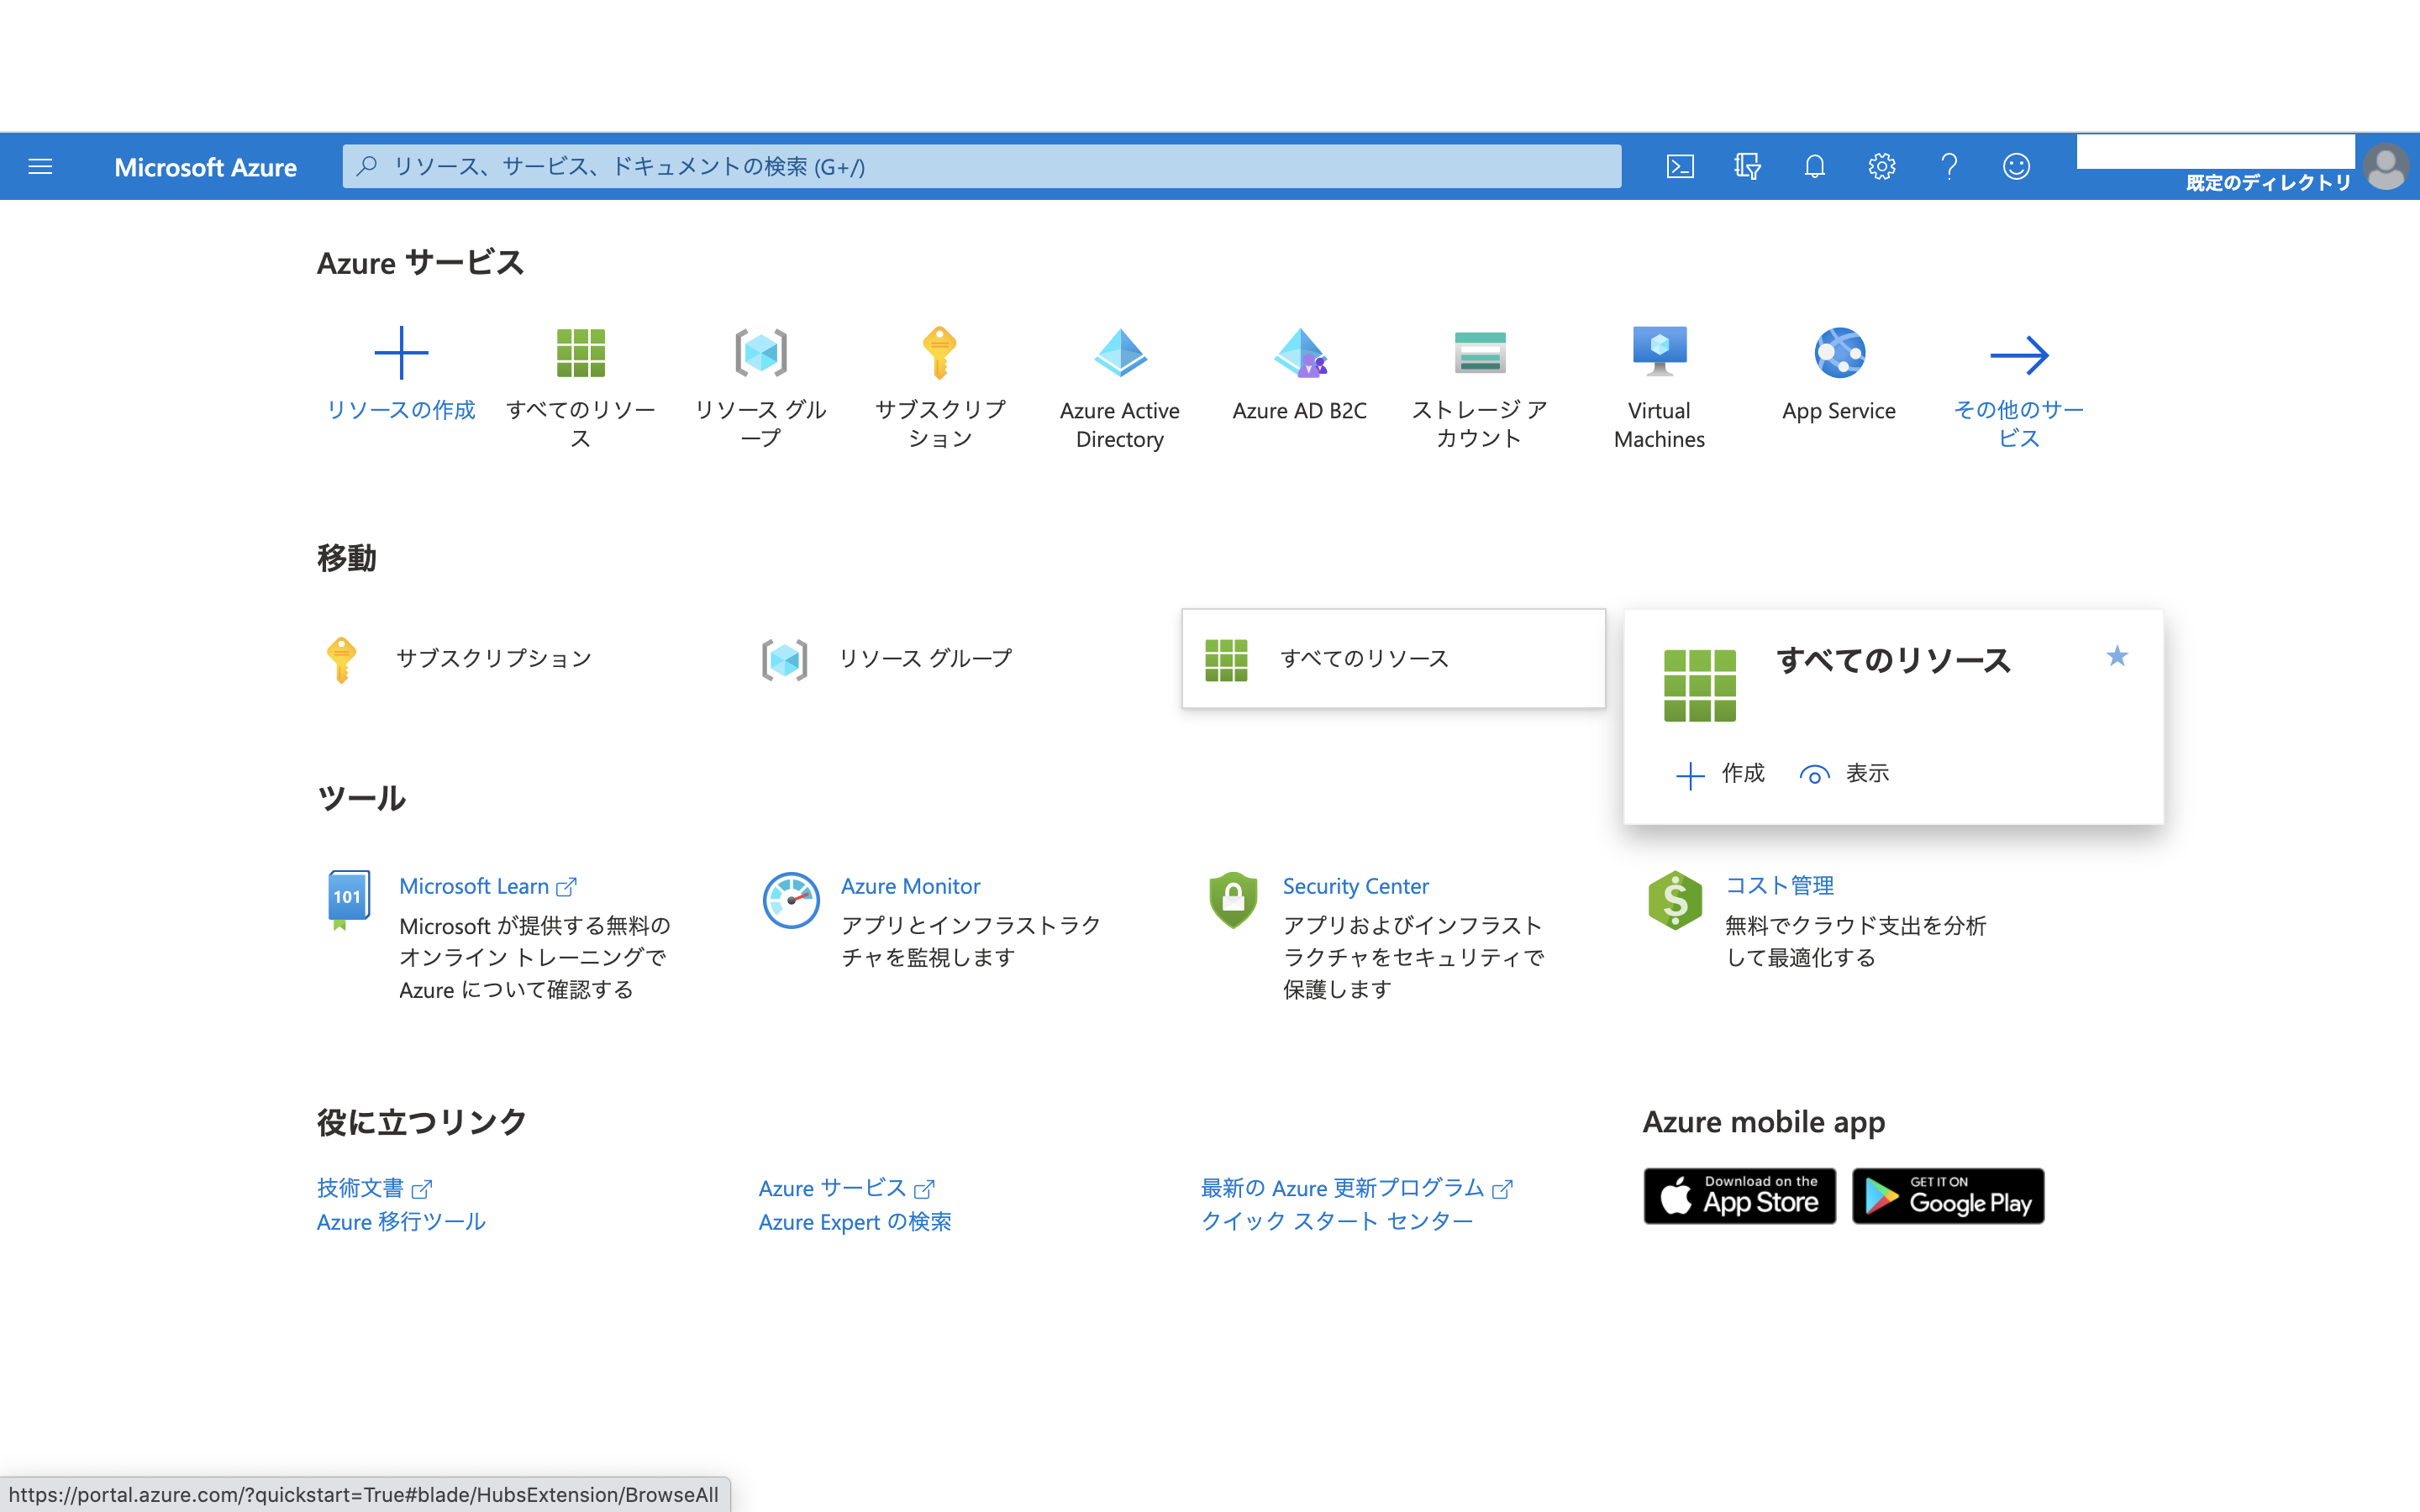 Microsoft Azure
リソース、サービス、ドキュメントの検索 (G+/)
既定のディレクトリ
Azure サービス
リソースの作成
すべてのリソー
ス
リソース グル
ープ
サブスクリプ
ション
Azure Active
Directory
Azure AD B2C
ストレージ ア
カウント
Virtual
Machines
App Service
その他のサー
ビス
移動
サブスクリプション
リソース グループ
すべてのリソース
すべてのリソース
作成
表示
ツール
101
Microsoft Learn
Microsoft が提供する無料の
オンライン トレーニングで
Azure について確認する
Azure Monitor
アプリとインフラストラク
チャを監視します
Security Center
アプリおよびインフラスト
ラクチャをセキュリティで
保護します
コスト管理
無料でクラウド支出を分析
して最適化する
役に立つリンク
技術文書
Azure サービス
最新の Azure 更新プログラム
Azure 移行ツール
Azure Expert の検索
クイック スタート センター
Azure mobile app
Download on the
App Store
GET IT ON
Google Play
https://portal.azure.com/?quickstart=True#blade/HubsExtension/BrowseAll